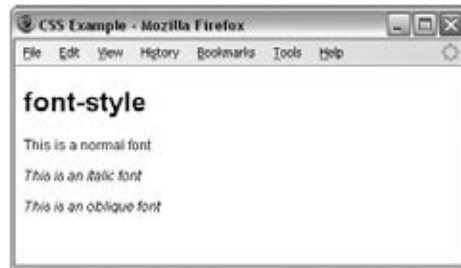 CSS Example - Mozilla Firefox
File Edit View History Bookmarks Tools Help
font-style
This is a normal font
This is an italic font
This is an oblique font